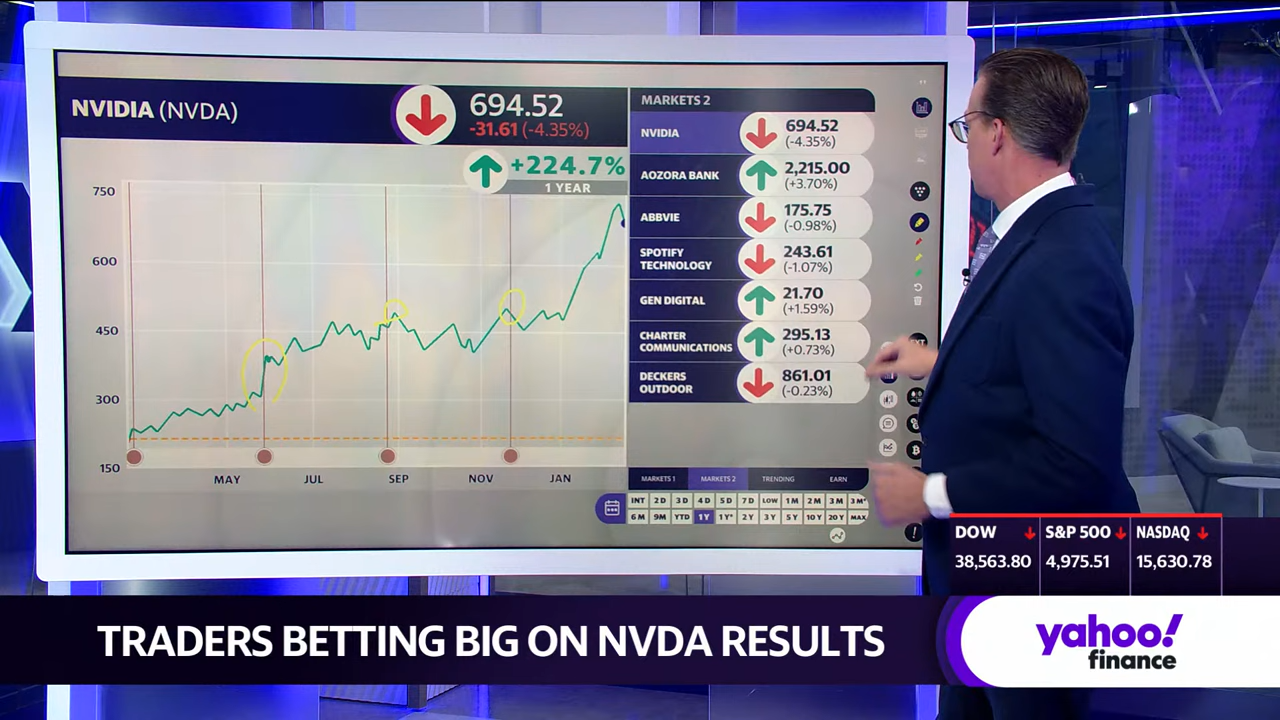 NVIDIA (NVDA)
694.52
-31.61 (-4.35%)
+224.7%
1 YEAR
750
600
450
300
150
MAY JUL SEP NOV JAN
MARKETS 2
NVIDIA
694.52
(-4.35%)
AOZORA BANK
2,215.00
(+3.70%)
ABBVIE
175.75
(-0.98%)
SPOTIFY
TECHNOLOGY
243.61
(-1.07%)
GEN DIGITAL
21.70
(+1.59%)
CHARTER
COMMUNICATIONS
295.13
(+0.73%)
DECKERS
OUTDOOR
861.01
(-0.23%)
MARKETS 1 MARKETS 2 TRENDING EARN
INT 2D 3D 4D 5D 7D LOW 1M 2M 3M 3M*
6M 9M YTD 1Y 1Y* 2Y 3Y 5Y 10Y 20Y MAX
DOW S&P 500 NASDAQ
38,563.80 4,975.51 15,630.78
TRADERS BETTING BIG ON NVDA RESULTS
yahoo!
finance